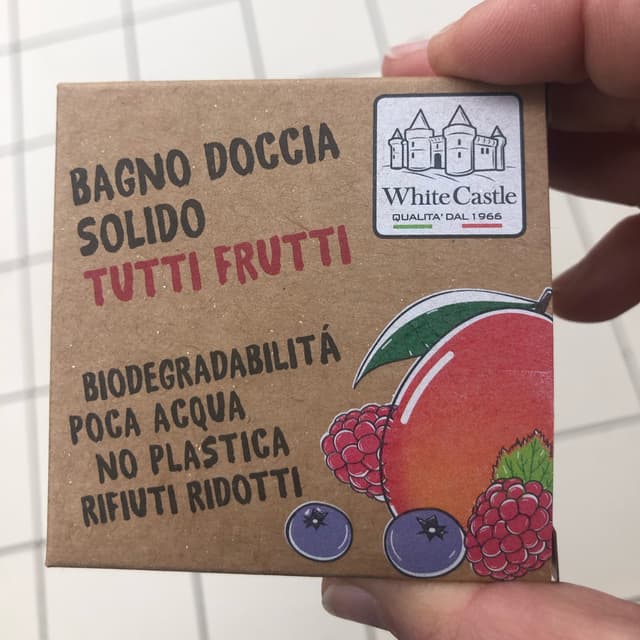 BAGNO DOCCIA
SOLIDO
TUTTI FRUTTI
White Castle
QUALITA' DAL 1966
BIODEGRADABILITÁ
POCA ACQUA
NO PLASTICA
RIFIUTI RIDOTTI